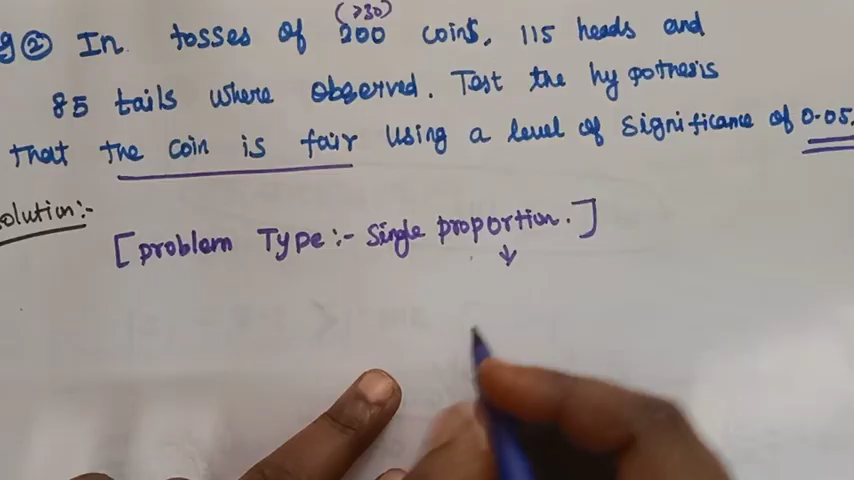 (>30)
g ② In tosses of 200 coins, 115 heads and
85 tails where observed. Test the hypothesis
that the coin is fair using a level of significance of 0.05.
olution:-
[problem Type:- Single proportion.]
↓